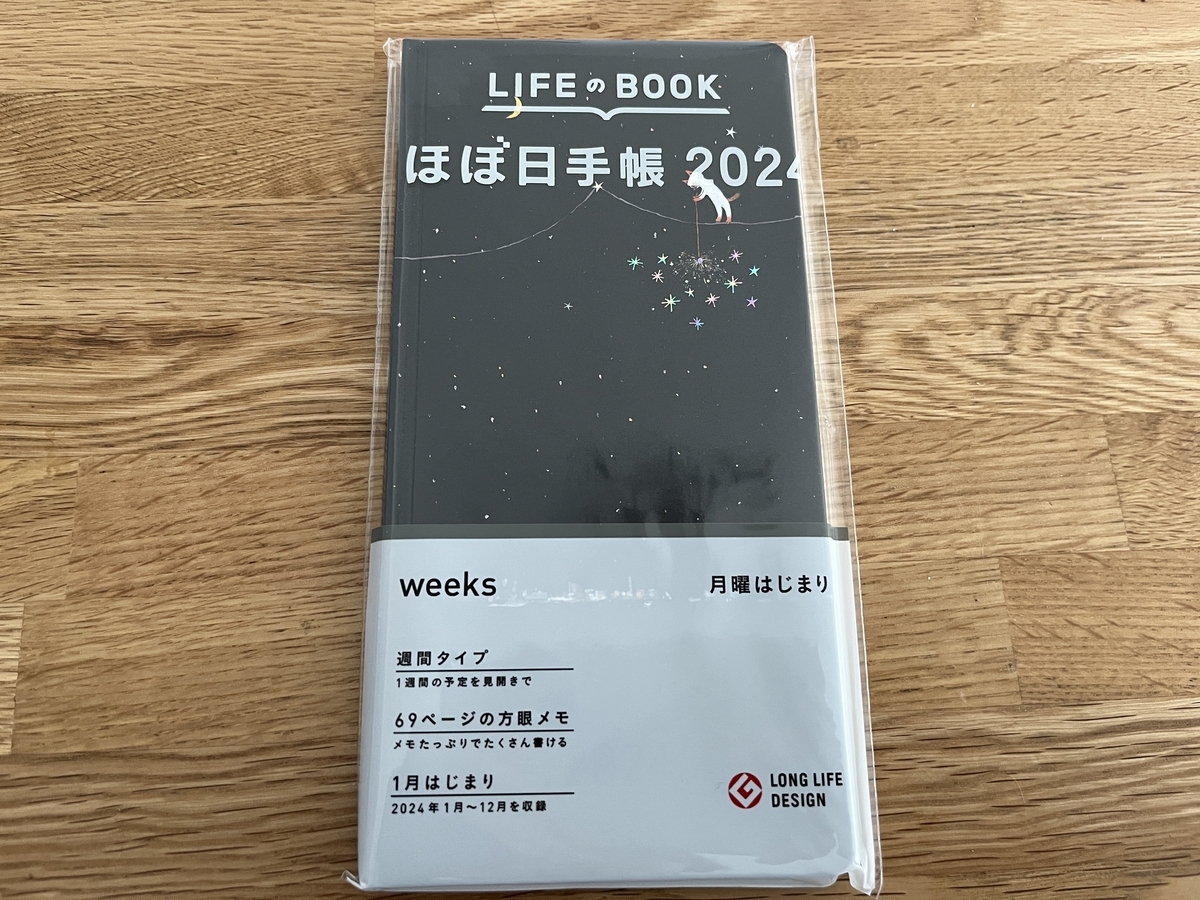 LIFEのBOOK
ほぼ日手帳 2024
weeks
月曜はじまり
週間タイプ
1週間の予定を見開きで
69ページの方眼メモ
メモたっぷりでたくさん書ける
1月はじまり
2024年1月〜12月を収録
LONG LIFE
DESIGN